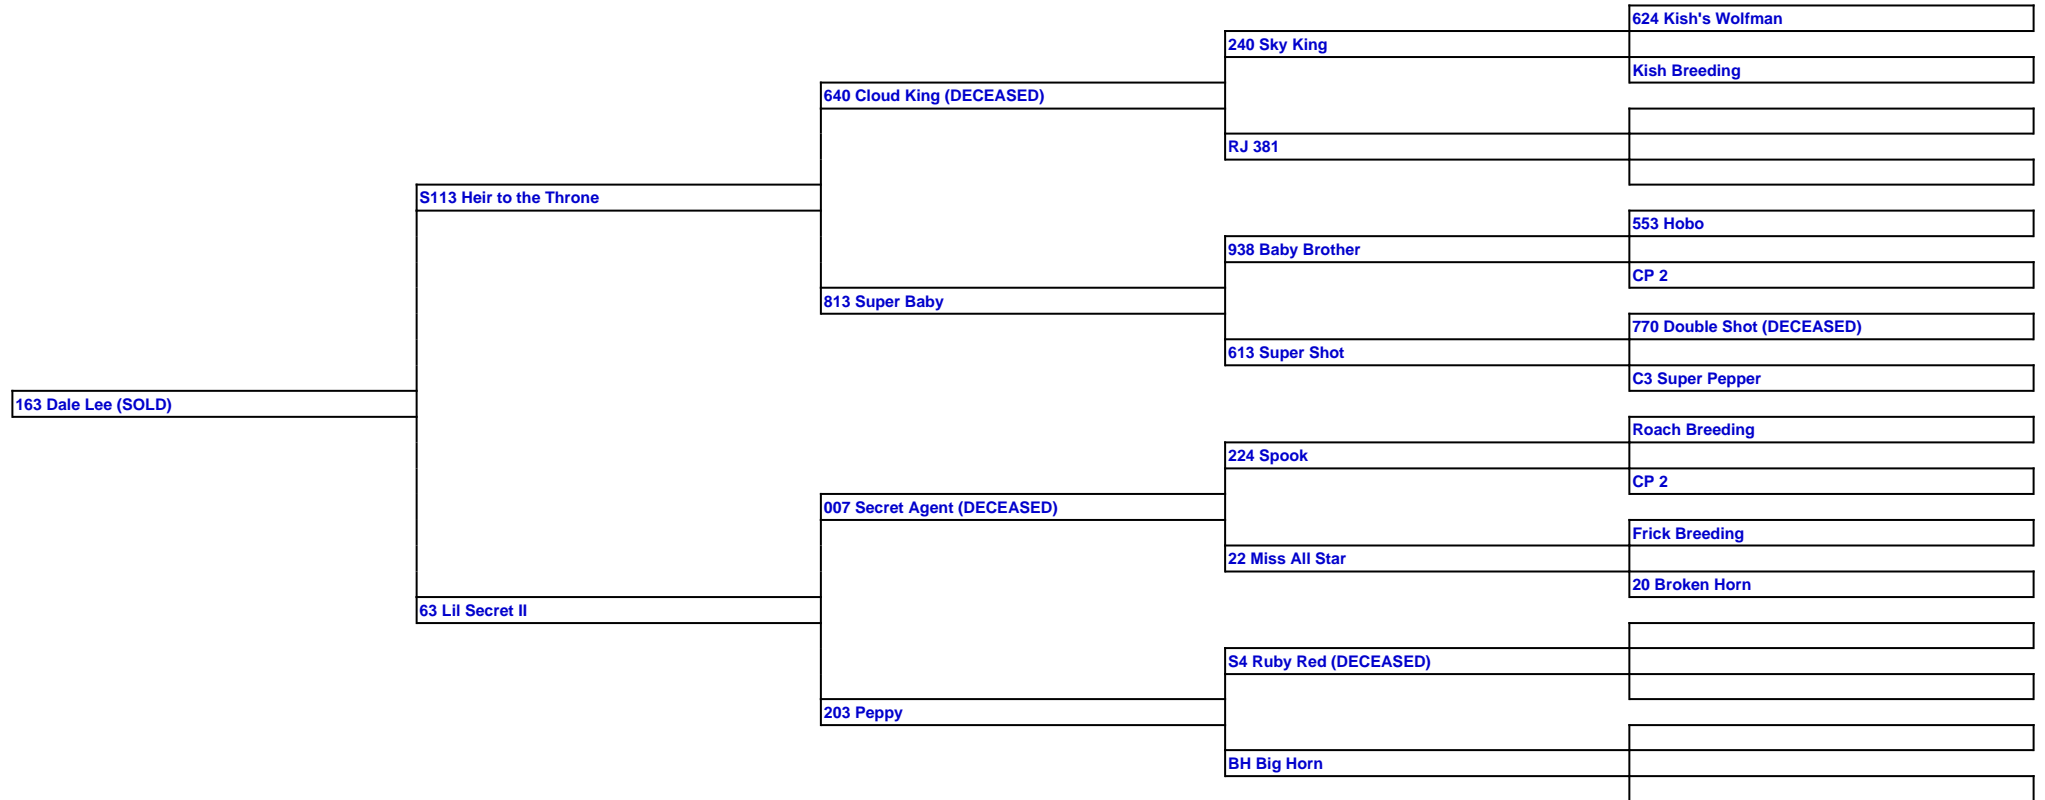 624 Kish's Wolfman
240 Sky King
Kish Breeding
640 Cloud King (DECEASED)
RJ 381
S113 Heir to the Throne
553 Hobo
938 Baby Brother
CP 2
813 Super Baby
770 Double Shot (DECEASED)
613 Super Shot
C3 Super Pepper
163 Dale Lee (SOLD)
Roach Breeding
224 Spook
CP 2
007 Secret Agent (DECEASED)
Frick Breeding
22 Miss All Star
20 Broken Horn
63 Lil Secret II
S4 Ruby Red (DECEASED)
203 Peppy
BH Big Horn